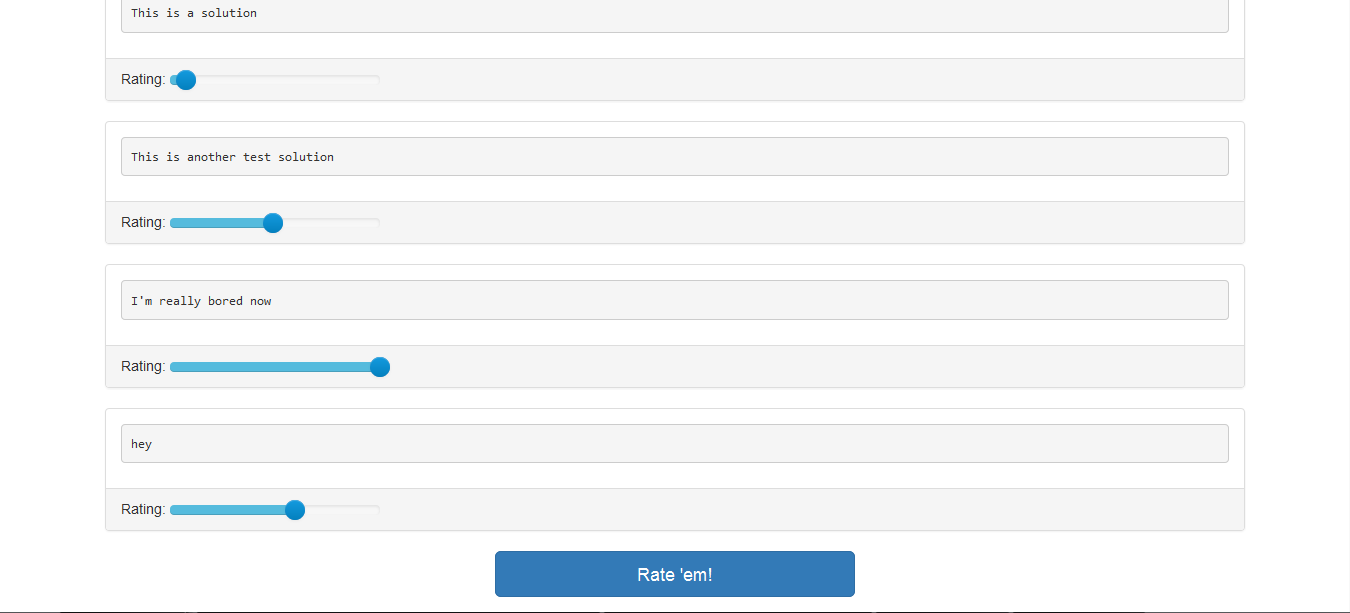 This is a solution
Rating:
This is another test solution
Rating:
I'm really bored now
Rating:
hey
Rating:
Rate 'em!